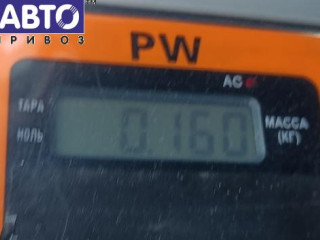 АВТО
ПРИВОЗ
PW
AC
ТАРА
НОЛЬ
0.160
МАССА
(КГ)